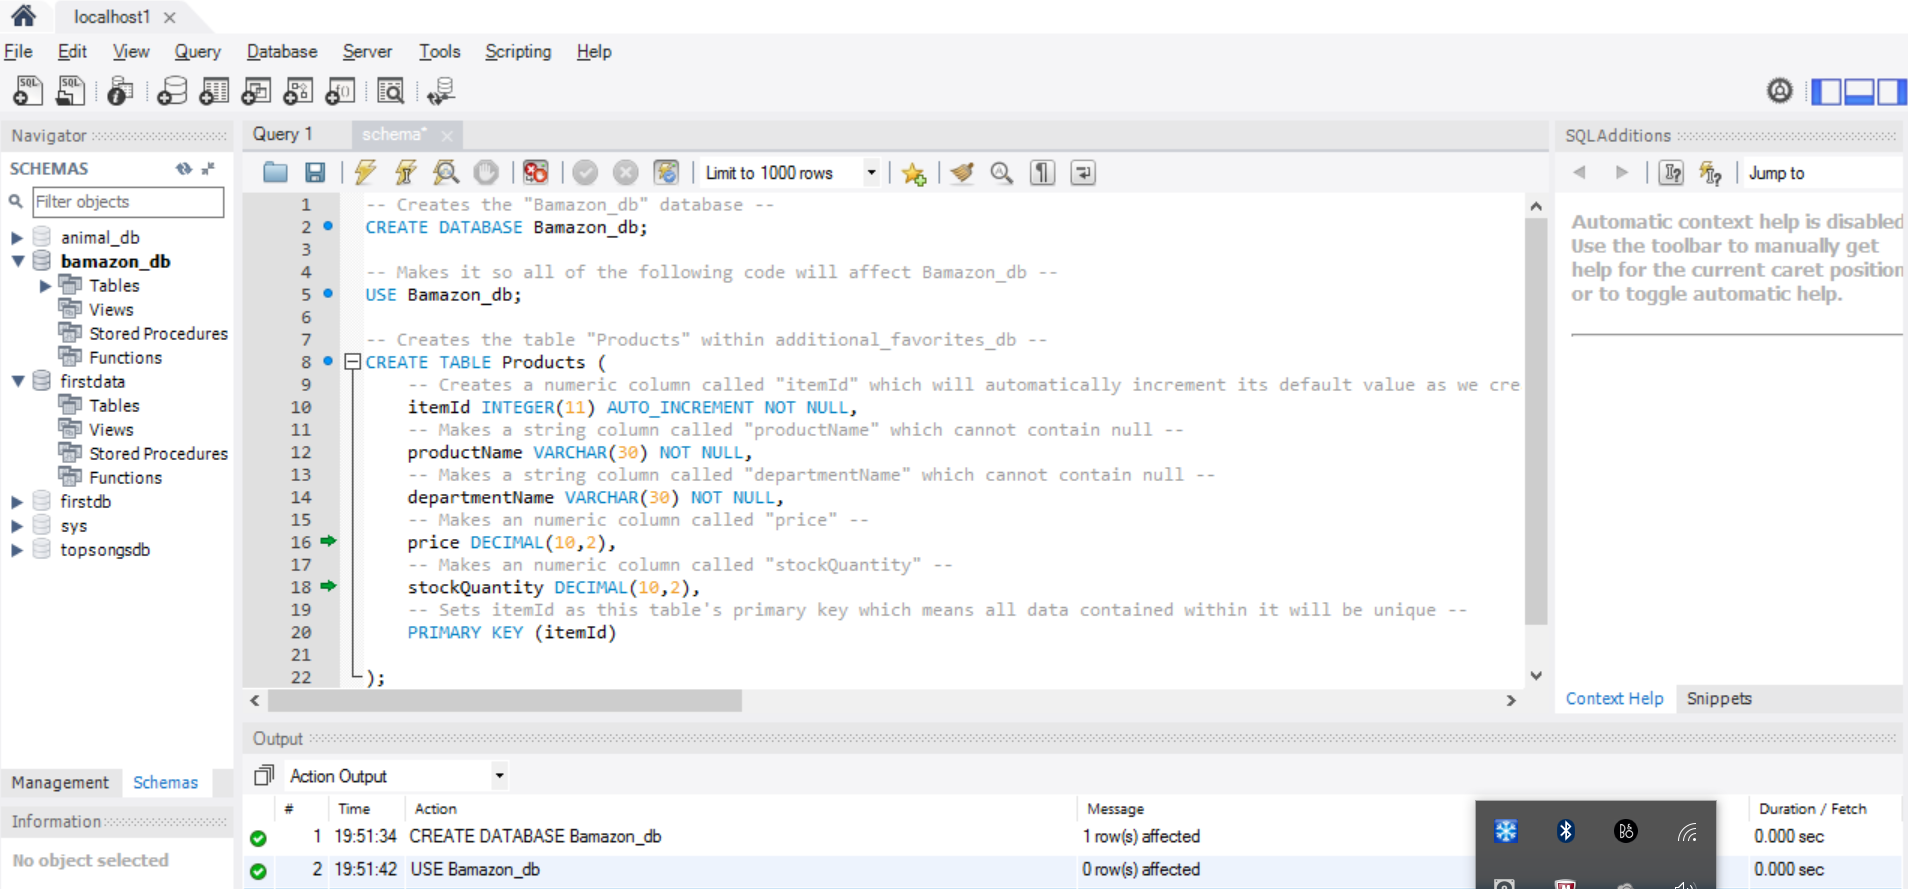 localhost1
File Edit View Query Database Server Tools Scripting Help
Navigator
SCHEMAS
Filter objects
animal_db
bamazon_db
Tables
Views
Stored Procedures
Functions
firstdata
Tables
Views
Stored Procedures
Functions
firstdb
sys
topsongsdb
Management Schemas
Information
No object selected
Query 1 schema*
Limit to 1000 rows
1 -- Creates the "Bamazon_db" database --
2 CREATE DATABASE Bamazon_db;
3
4 -- Makes it so all of the following code will affect Bamazon_db --
5 USE Bamazon_db;
6
7 -- Creates the table "Products" within additional_favorites_db --
8 CREATE TABLE Products (
9 -- Creates a numeric column called "itemId" which will automatically increment its default value as we cre
10 itemId INTEGER(11) AUTO_INCREMENT NOT NULL,
11 -- Makes a string column called "productName" which cannot contain null --
12 productName VARCHAR(30) NOT NULL,
13 -- Makes a string column called "departmentName" which cannot contain null --
14 departmentName VARCHAR(30) NOT NULL,
15 -- Makes an numeric column called "price" --
16 price DECIMAL(10,2),
17 -- Makes an numeric column called "stockQuantity" --
18 stockQuantity DECIMAL(10,2),
19 -- Sets itemId as this table's primary key which means all data contained within it will be unique --
20 PRIMARY KEY (itemId)
21
22 );
SQLAdditions
Jump to
Automatic context help is disabled
Use the toolbar to manually get
help for the current caret position
or to toggle automatic help.
Context Help Snippets
Output
Action Output
# Time Action Message Duration / Fetch
1 19:51:34 CREATE DATABASE Bamazon_db 1 row(s) affected 0.000 sec
2 19:51:42 USE Bamazon_db 0 row(s) affected 0.000 sec